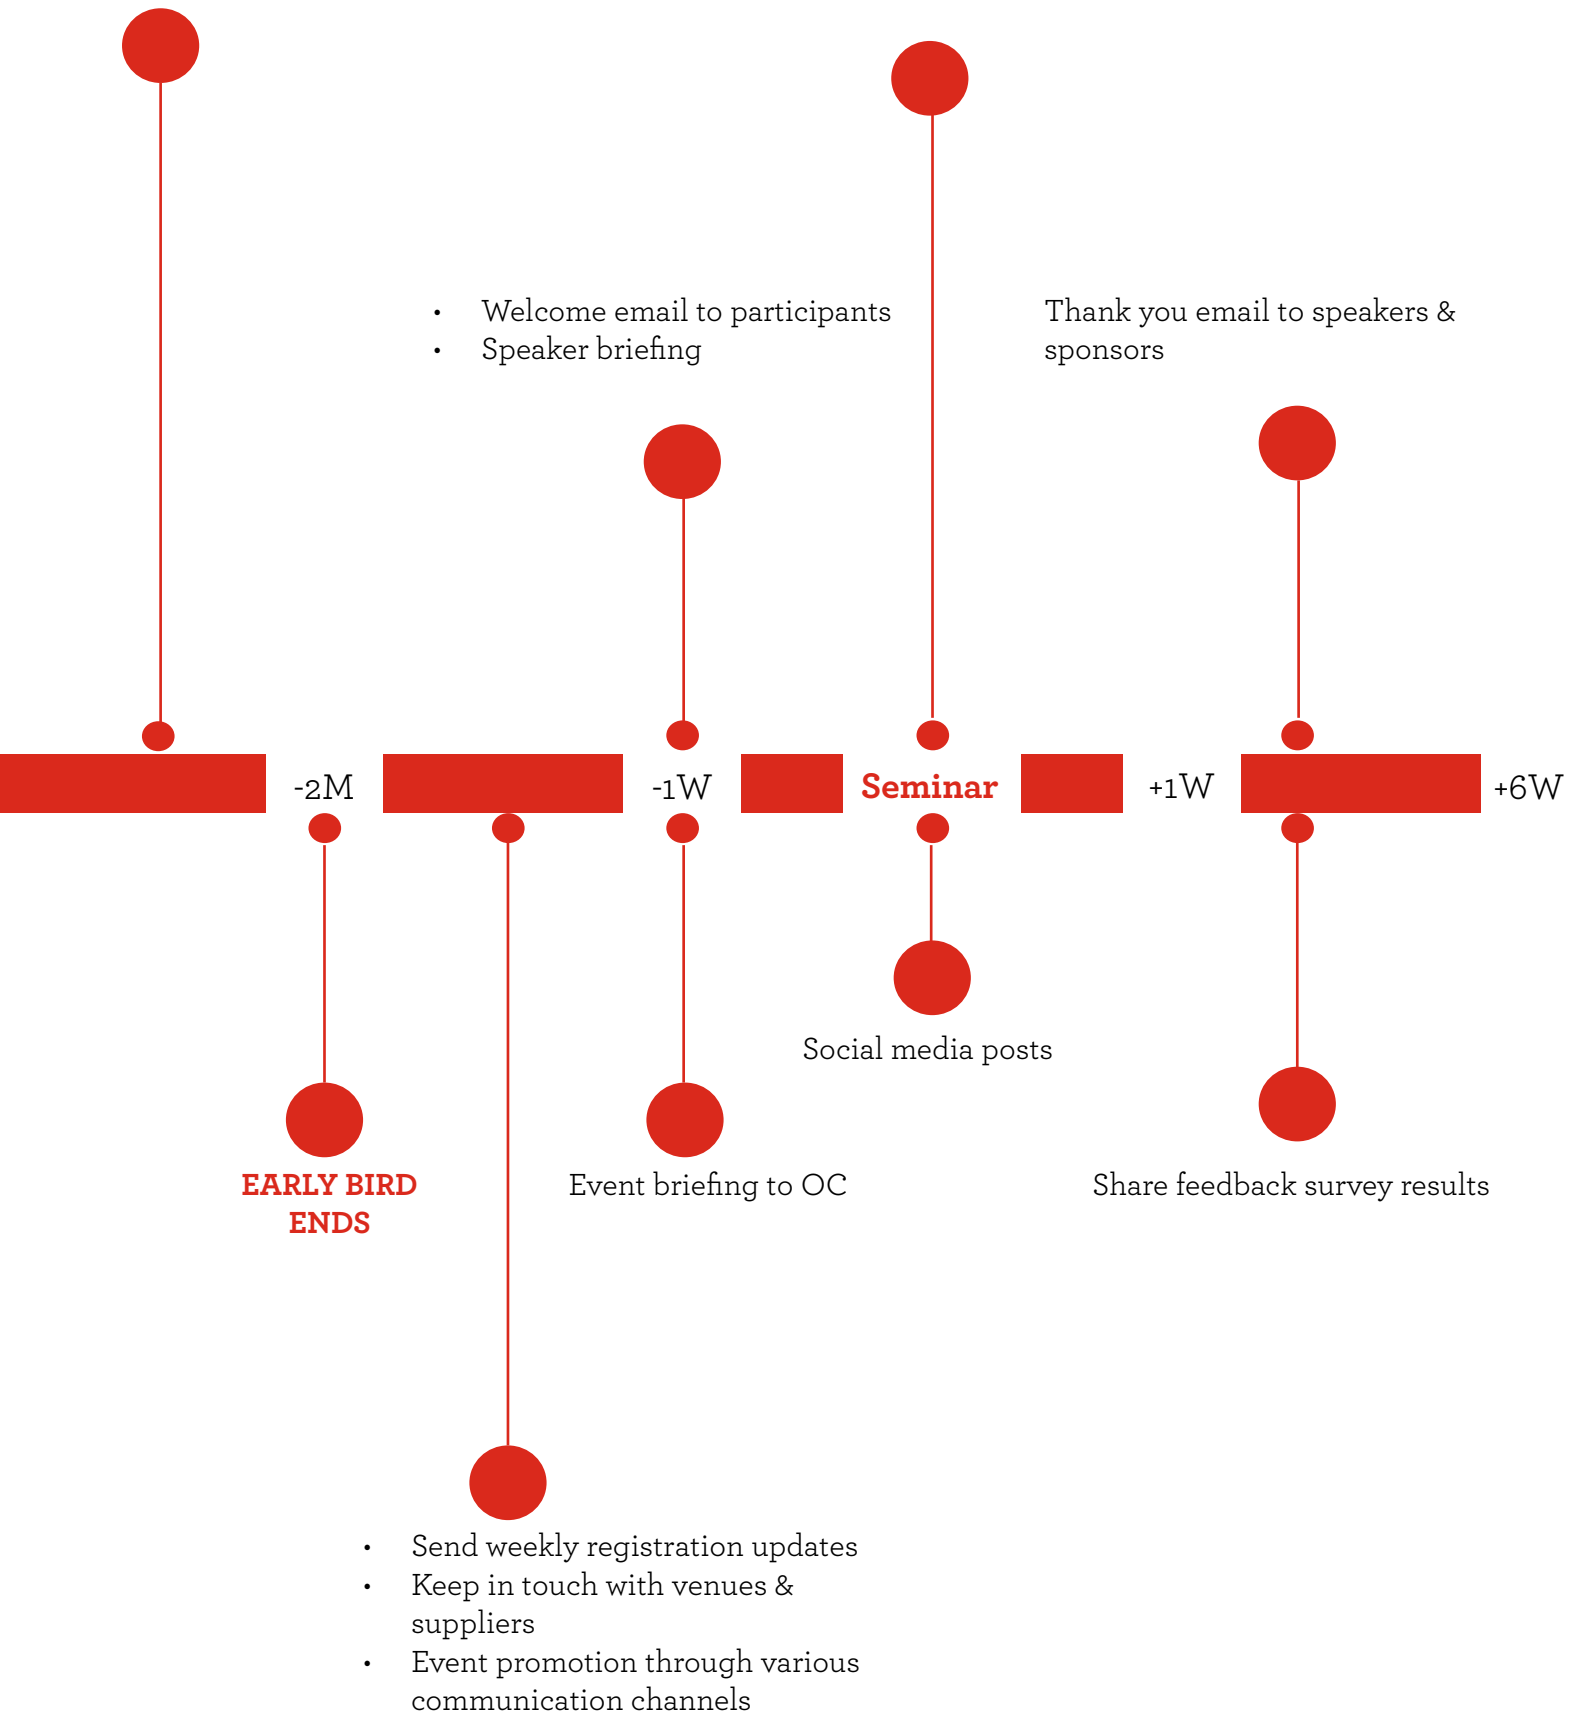 • Welcome email to participants
• Speaker briefing
Thank you email to speakers &
sponsors
-2M
-1W
Seminar
+1W
+6W
Social media posts
EARLY BIRD
ENDS
Event briefing to OC
Share feedback survey results
• Send weekly registration updates
• Keep in touch with venues &
suppliers
• Event promotion through various
communication channels